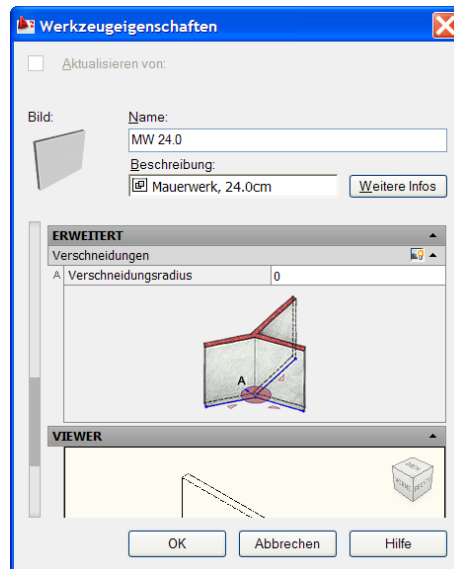 Werkzeugeigenschaften
Aktualisieren von:
Bild:
Name:
MW 24.0
Beschreibung:
Mauerwerk, 24.0cm
Weitere Infos
ERWEITERT
Verschneidungen
A Verschneidungsradius 0
A
VIEWER
OK Abbrechen Hilfe